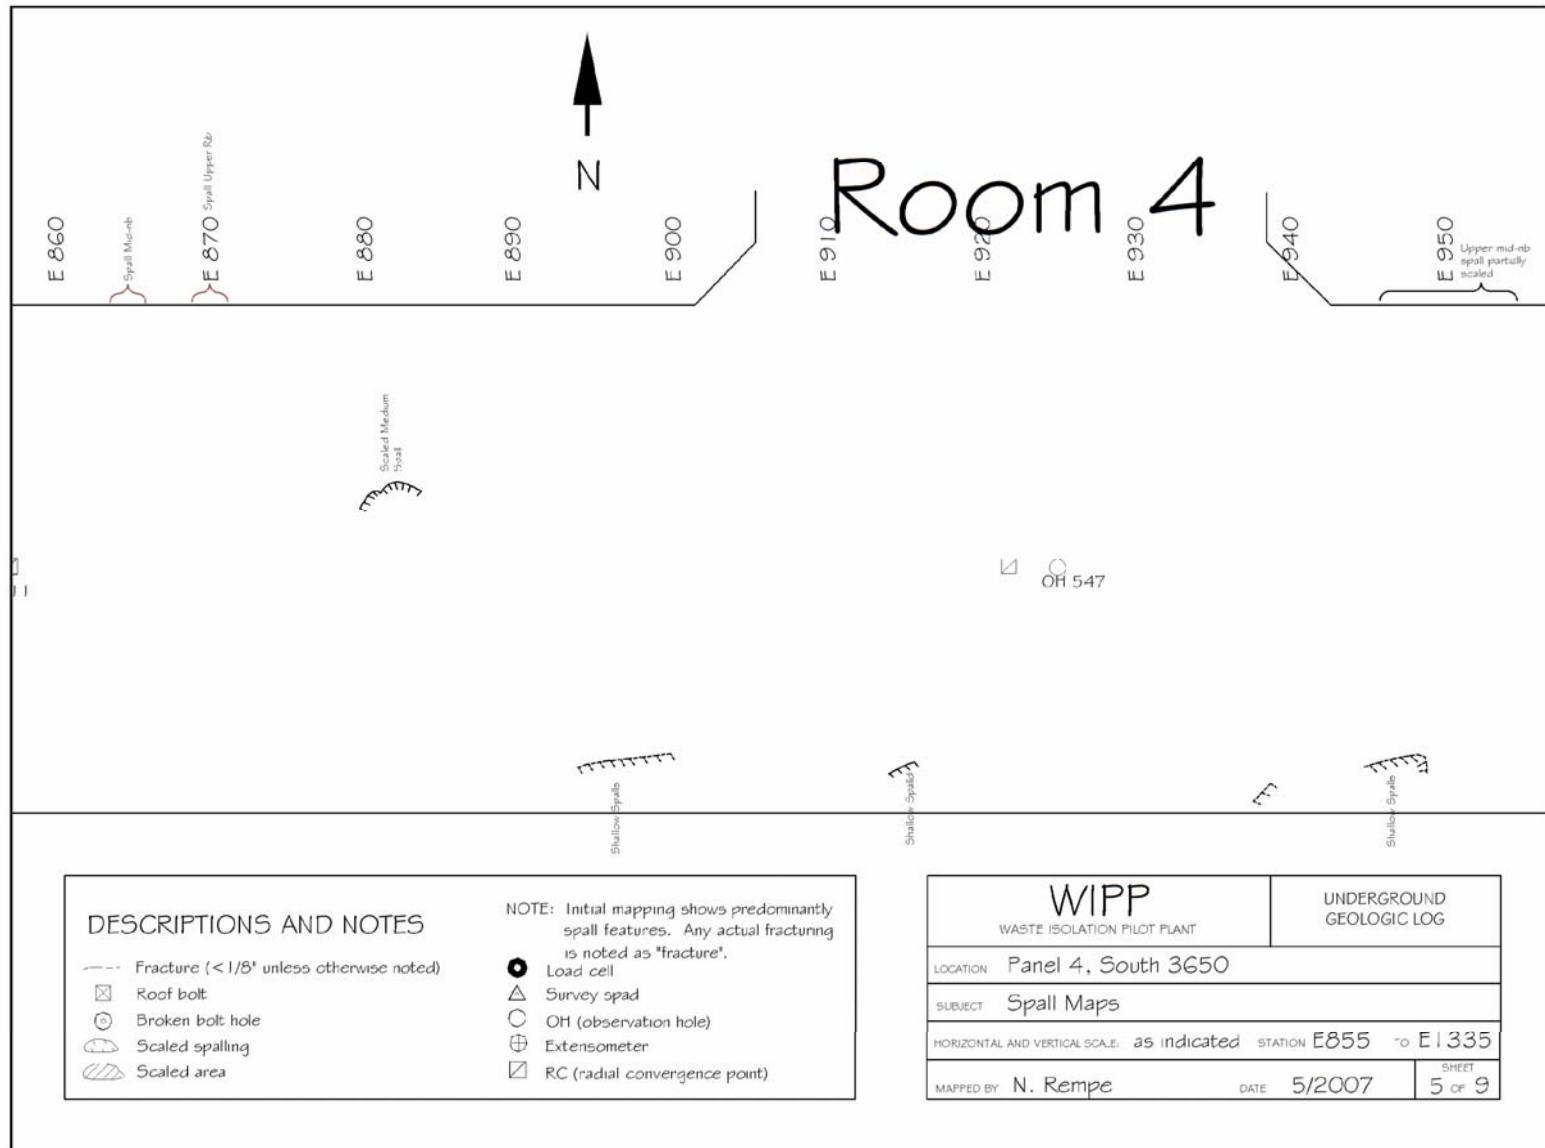 N
Room 4
E 860
Spall Mid-rib
E 870
Spall Upper Rib
E 880
E 890
E 900
E 910
E 920
E 930
E 940
E 950
Upper mid-rib
spall partially
scaled
Scaled Medium
Spall
OH 547
Shallow Spalls
Shallow Spalls
Shallow Spalls
DESCRIPTIONS AND NOTES
Fracture (<1/8" unless otherwise noted)
Roof bolt
Broken bolt hole
Scaled spalling
Scaled area
NOTE: Initial mapping shows predominantly
spall features. Any actual fracturing
is noted as "fracture".
Load cell
Survey spad
OH (observation hole)
Extensometer
RC (radial convergence point)
WIPP
WASTE ISOLATION PILOT PLANT
UNDERGROUND
GEOLOGIC LOG
LOCATION Panel 4, South 3650
SUBJECT Spall Maps
HORIZONTAL AND VERTICAL SCALE: as indicated STATION E855 TO E1335
MAPPED BY N. Rempe DATE 5/2007
SHEET
5 OF 9